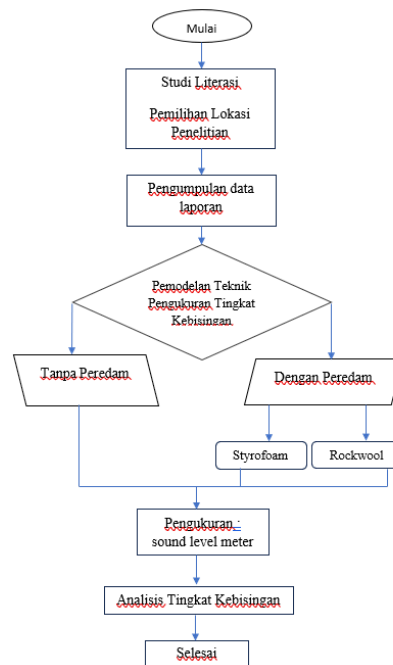 Mulai
Studi Literasi
Pemilihan Lokasi
Penelitian
Pengumpulan data
laporan
Pemodelan Teknik
Pengukuran Tingkat
Kebisingan
Tanpa Peredam
Dengan Peredam
Styrofoam
Rockwool
Pengukuran :
sound level meter
Analisis Tingkat Kebisingan
Selesai